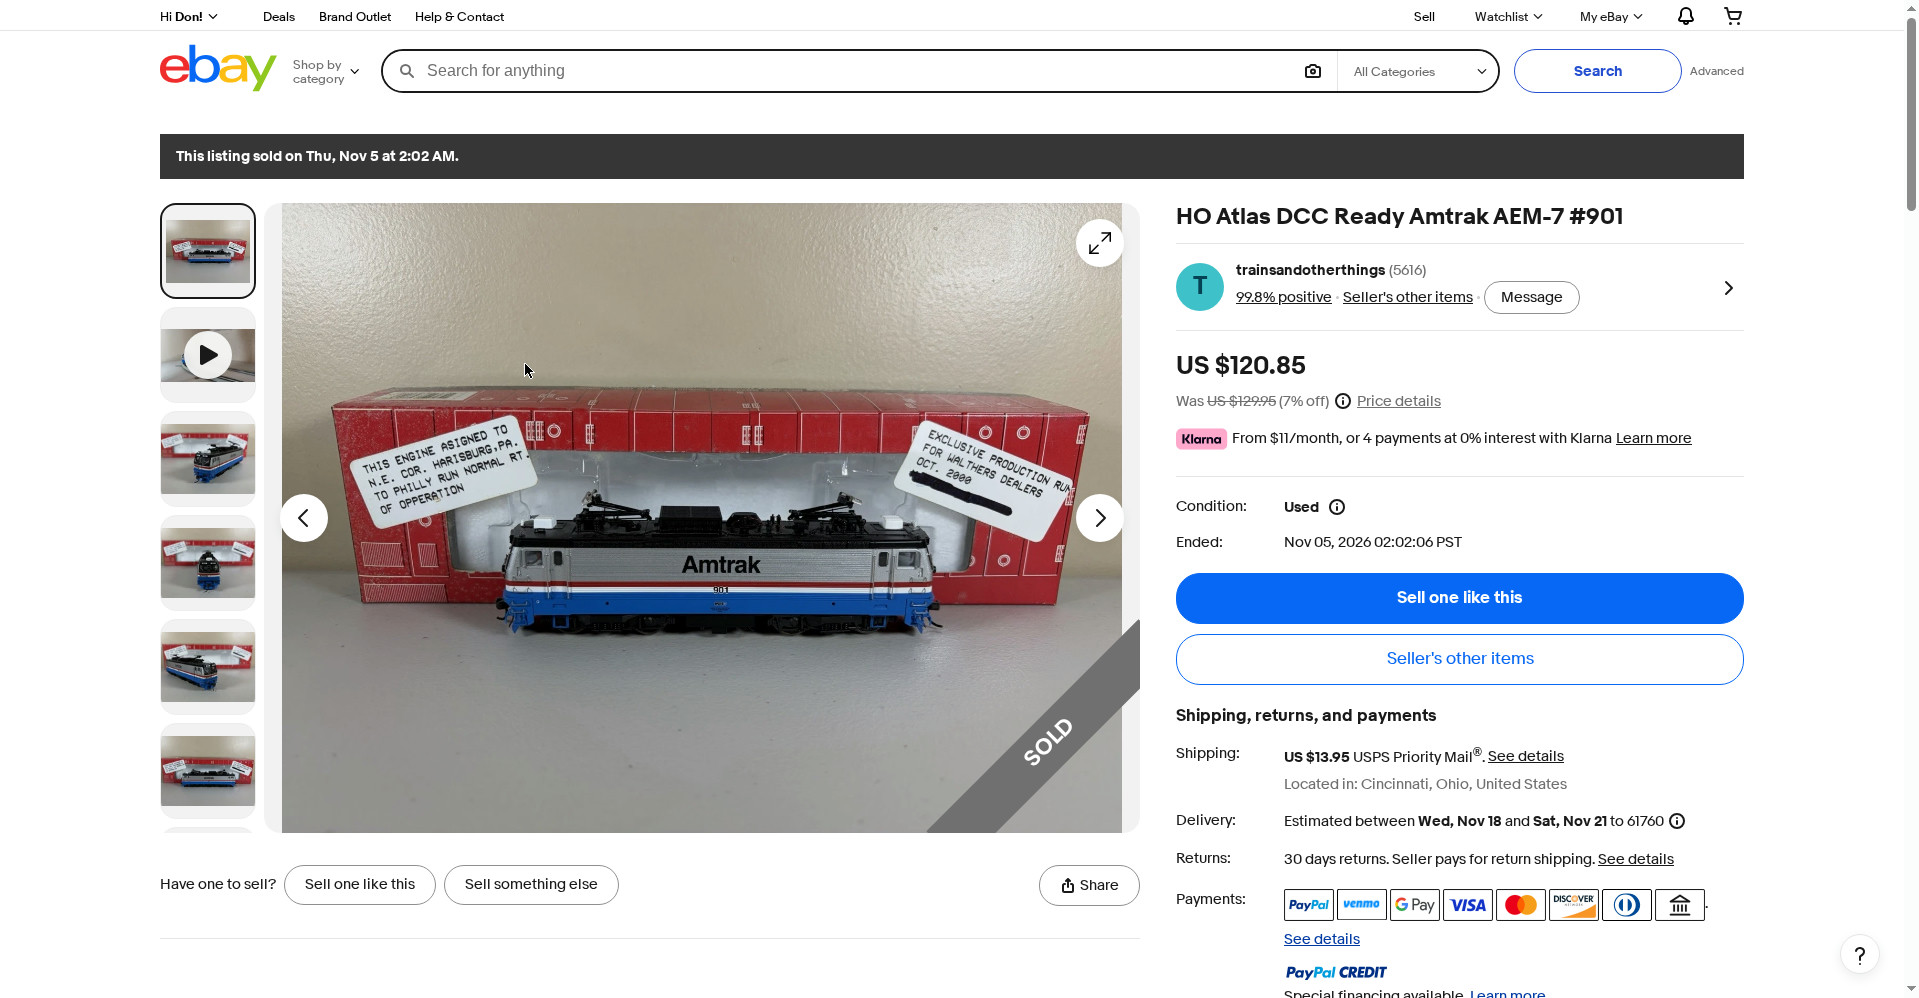 Hi Don!
Deals
Brand Outlet
Help & Contact
Sell
Watchlist
My eBay
ebay
Shop by category
Search for anything
All Categories
Search
Advanced
This listing sold on Thu, Nov 5 at 2:02 AM.
THIS ENGINE ASIGNED TO
N.E. COR. HARISBURG,PA.
TO PHILLY RUN NORMAL RT.
OF OPPERATION
EXCLUSIVE PRODUCTION RUN
FOR WALTHERS DEALERS
OCT. 2000
Amtrak
901
SOLD
Have one to sell?
Sell one like this
Sell something else
Share
HO Atlas DCC Ready Amtrak AEM-7 #901
T
trainsandotherthings (5616)
99.8% positive · Seller's other items · Message
US $120.85
Was US $129.95 (7% off) Price details
Klarna From $11/month, or 4 payments at 0% interest with Klarna Learn more
Condition: Used
Ended: Nov 05, 2026 02:02:06 PST
Sell one like this
Seller's other items
Shipping, returns, and payments
Shipping: US $13.95 USPS Priority Mail®. See details
Located in: Cincinnati, Ohio, United States
Delivery: Estimated between Wed, Nov 18 and Sat, Nov 21 to 61760
Returns: 30 days returns. Seller pays for return shipping. See details
Payments: PayPal venmo G Pay VISA DISCOVER
See details
PayPal CREDIT
Special financing available. Learn more
?